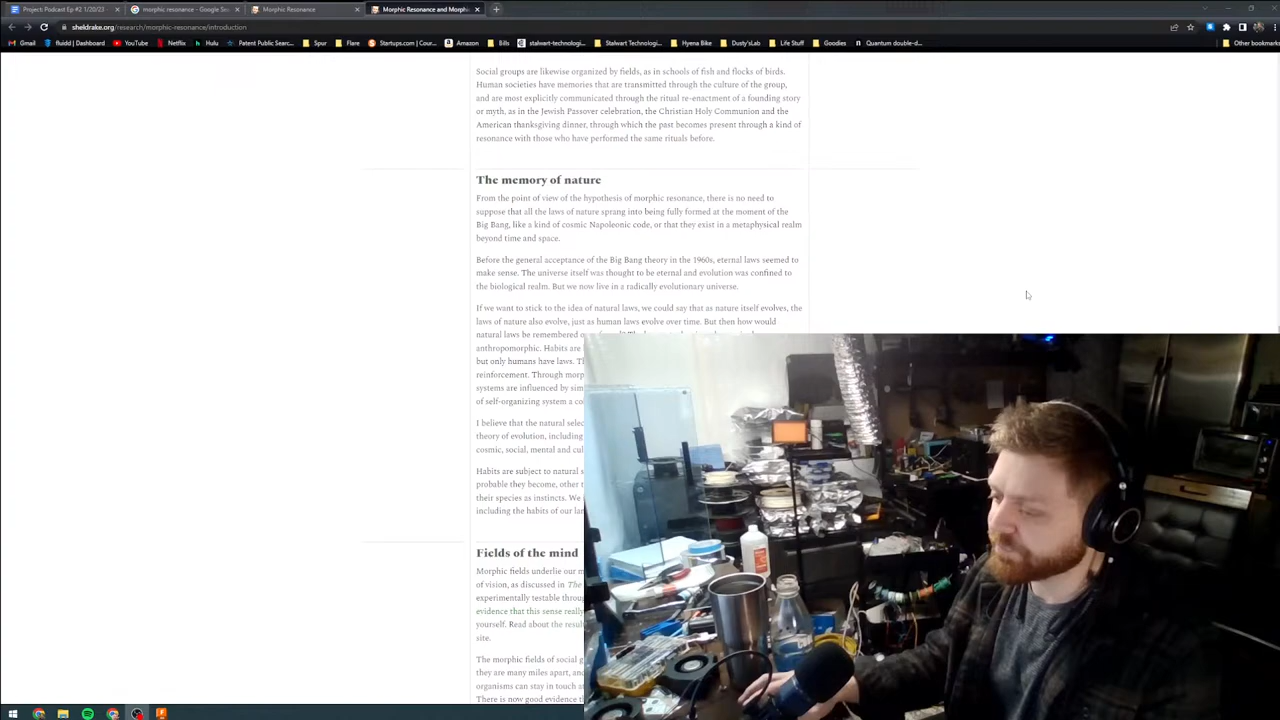 Project: Podcast Ep #2 1/20/23
morphic resonance - Google Se
Morphic Resonance
Morphic Resonance and Morphi
sheldrake.org/research/morphic-resonance/introduction
Gmail
fluidd | Dashboard
YouTube
Netflix
Hulu
Patent Public Searc...
Spur
Flare
Startups.com | Cour...
Amazon
Bills
stalwart-technologi...
Stalwart Technologi...
Hyena Bike
Dusty'sLab
Life Stuff
Goodies
Quantum double-d...
Other bookmarks
Social groups are likewise organized by fields, as in schools of fish and flocks of birds.
Human societies have memories that are transmitted through the culture of the group,
and are most explicitly communicated through the ritual re-enactment of a founding story
or myth, as in the Jewish Passover celebration, the Christian Holy Communion and the
American thanksgiving dinner, through which the past becomes present through a kind of
resonance with those who have performed the same rituals before.
The memory of nature
From the point of view of the hypothesis of morphic resonance, there is no need to
suppose that all the laws of nature sprang into being fully formed at the moment of the
Big Bang, like a kind of cosmic Napoleonic code, or that they exist in a metaphysical realm
beyond time and space.
Before the general acceptance of the Big Bang theory in the 1960s, eternal laws seemed to
make sense. The universe itself was thought to be eternal and evolution was confined to
the biological realm. But we now live in a radically evolutionary universe.
If we want to stick to the idea of natural laws, we could say that as nature itself evolves, the
laws of nature also evolve, just as human laws evolve over time. But then how would
natural laws be remembered
anthropomorphic. Habits are
but only humans have laws. Th
reinforcement. Through morp
systems are influenced by sim
of self-organizing system a co
I believe that the natural selec
theory of evolution, including
cosmic, social, mental and cul
Habits are subject to natural s
probable they become, other t
their species as instincts. We i
including the habits of our lan
Fields of the mind
Morphic fields underlie our m
of vision, as discussed in The
experimentally testable throu
evidence that this sense really
yourself. Read about the resul
site.
The morphic fields of social g
they are many miles apart, and
organisms can stay in touch at
There is now good evidence th